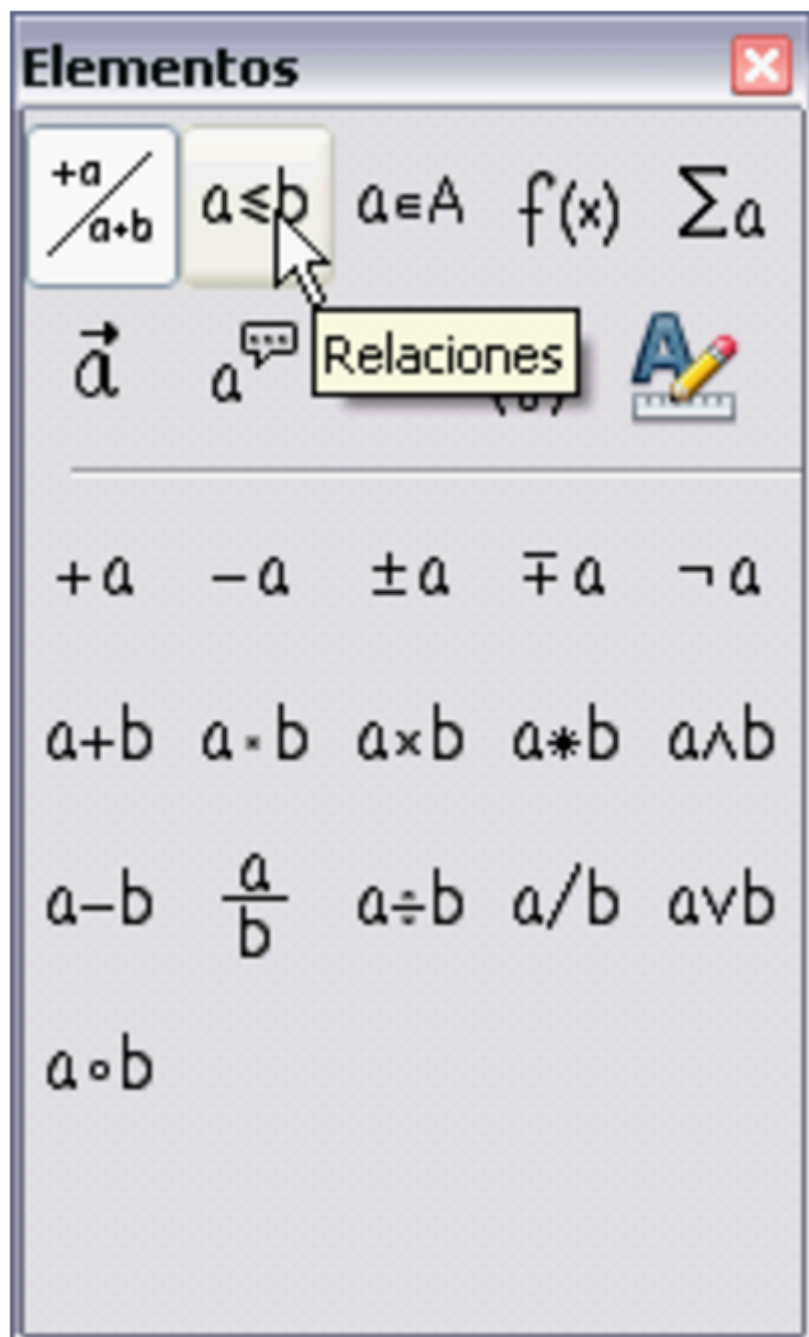 Elementos
+a/a+b a≤b a∈A f(x) ∑a
a⃗ a Relaciones
+a −a ±a ∓a ¬a
a+b a·b a×b a∗b a∧b
a−b a/b a÷b a/b a∨b
a∘b